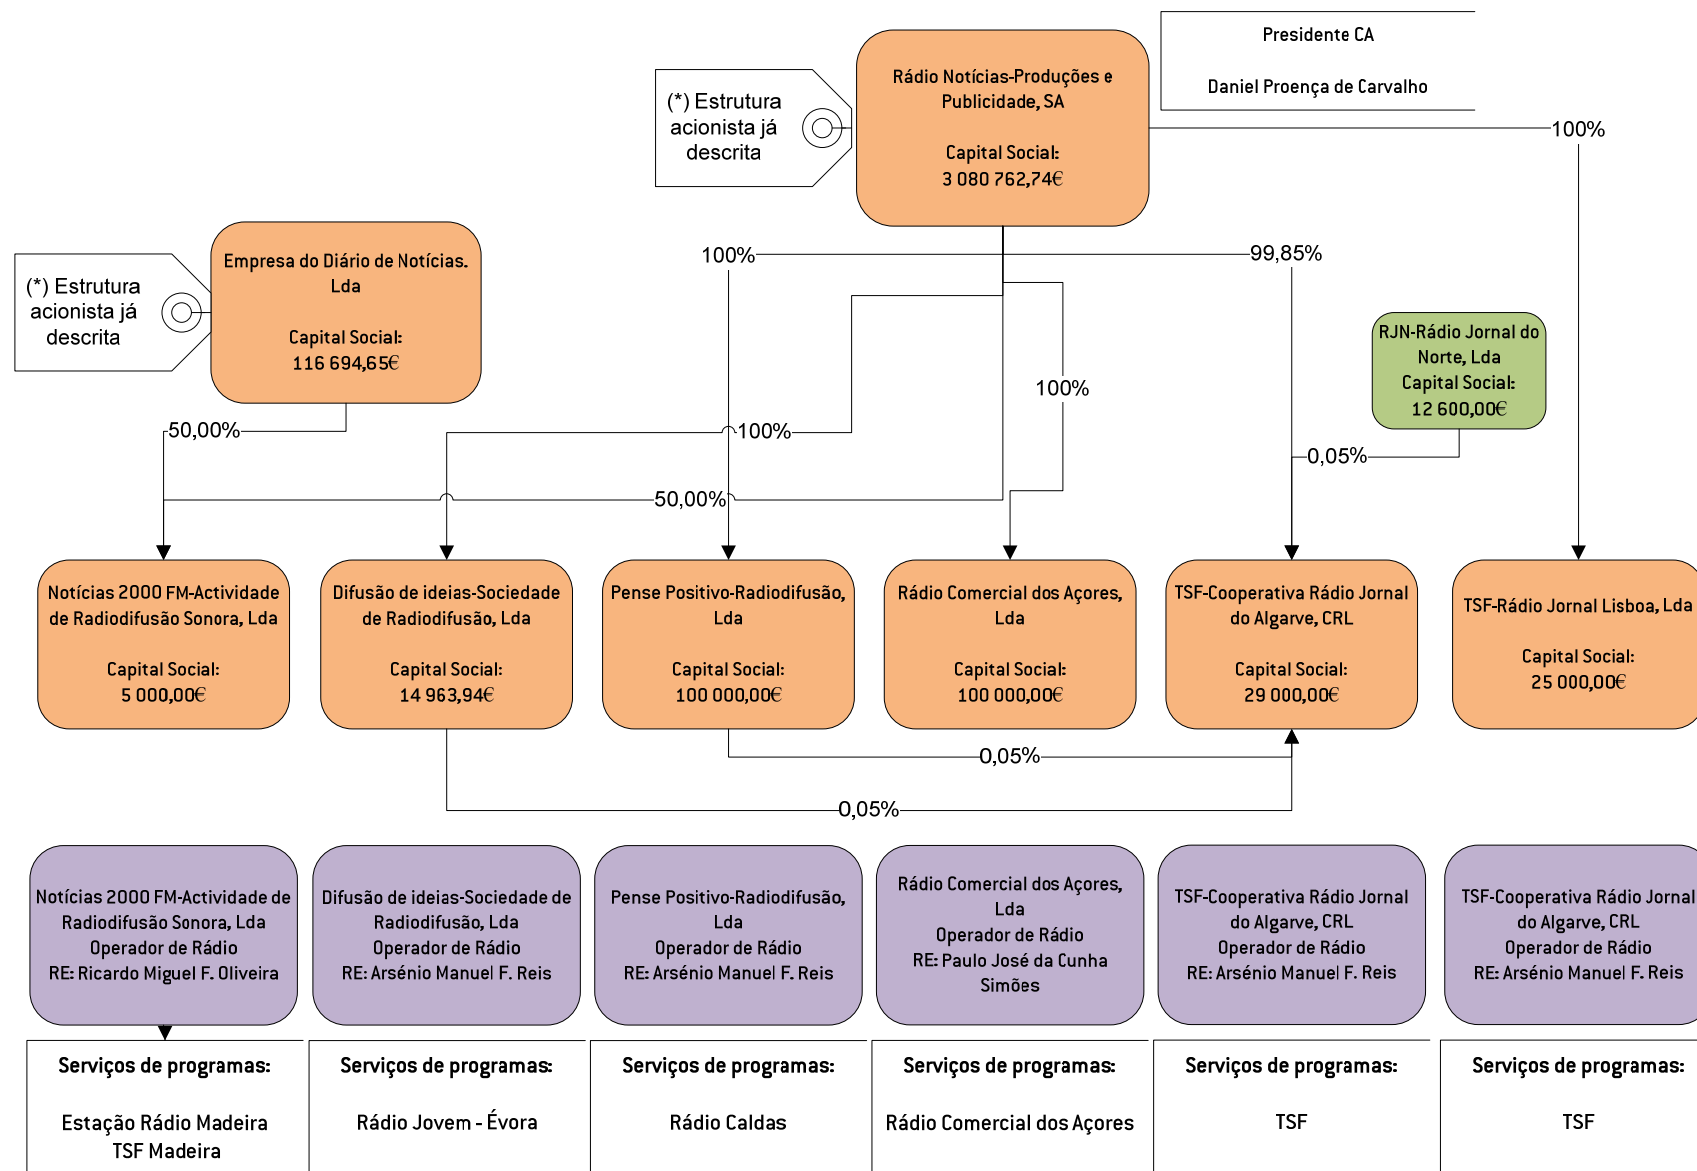 Presidente CA
Daniel Proença de Carvalho
Rádio Notícias-Produções e
Publicidade, SA
Capital Social:
3 080 762,74€
(*) Estrutura
acionista já
descrita
100%
Empresa do Diário de Notícias.
Lda
Capital Social:
116 694,65€
(*) Estrutura
acionista já
descrita
100%
99,85%
RJN-Rádio Jornal do
Norte, Lda
Capital Social:
12 600,00€
100%
50,00%
100%
0,05%
50,00%
Notícias 2000 FM-Actividade
de Radiodifusão Sonora, Lda
Capital Social:
5 000,00€
Difusão de ideias-Sociedade
de Radiodifusão, Lda
Capital Social:
14 963,94€
Pense Positivo-Radiodifusão,
Lda
Capital Social:
100 000,00€
Rádio Comercial dos Açores,
Lda
Capital Social:
100 000,00€
TSF-Cooperativa Rádio Jornal
do Algarve, CRL
Capital Social:
29 000,00€
TSF-Rádio Jornal Lisboa, Lda
Capital Social:
25 000,00€
0,05%
0,05%
Notícias 2000 FM-Actividade de
Radiodifusão Sonora, Lda
Operador de Rádio
RE: Ricardo Miguel F. Oliveira
Difusão de ideias-Sociedade de
Radiodifusão, Lda
Operador de Rádio
RE: Arsénio Manuel F. Reis
Pense Positivo-Radiodifusão,
Lda
Operador de Rádio
RE: Arsénio Manuel F. Reis
Rádio Comercial dos Açores,
Lda
Operador de Rádio
RE: Paulo José da Cunha
Simões
TSF-Cooperativa Rádio Jornal
do Algarve, CRL
Operador de Rádio
RE: Arsénio Manuel F. Reis
TSF-Cooperativa Rádio Jornal
do Algarve, CRL
Operador de Rádio
RE: Arsénio Manuel F. Reis
Serviços de programas:
Estação Rádio Madeira
TSF Madeira
Serviços de programas:
Rádio Jovem - Évora
Serviços de programas:
Rádio Caldas
Serviços de programas:
Rádio Comercial dos Açores
Serviços de programas:
TSF
Serviços de programas:
TSF